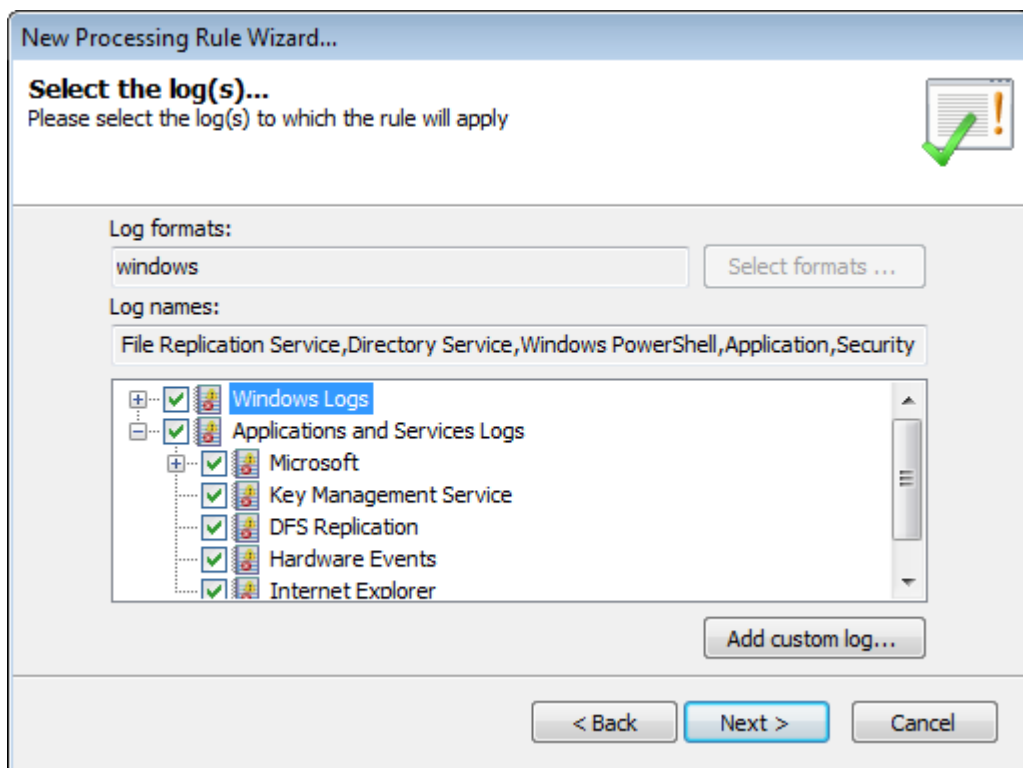 New Processing Rule Wizard...
Select the log(s)...
Please select the log(s) to which the rule will apply
Log formats:
windows
Select formats ...
Log names:
File Replication Service,Directory Service,Windows PowerShell,Application,Security
Windows Logs
Applications and Services Logs
Microsoft
Key Management Service
DFS Replication
Hardware Events
Internet Explorer
Add custom log...
< Back
Next >
Cancel